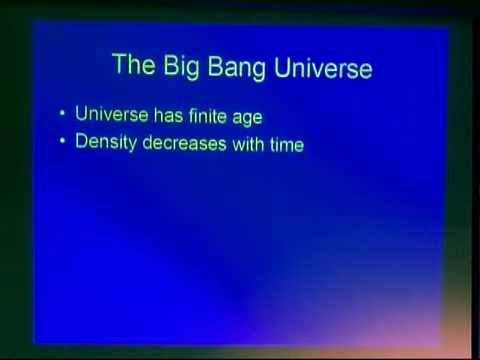 The Big Bang Universe
• Universe has finite age
• Density decreases with time